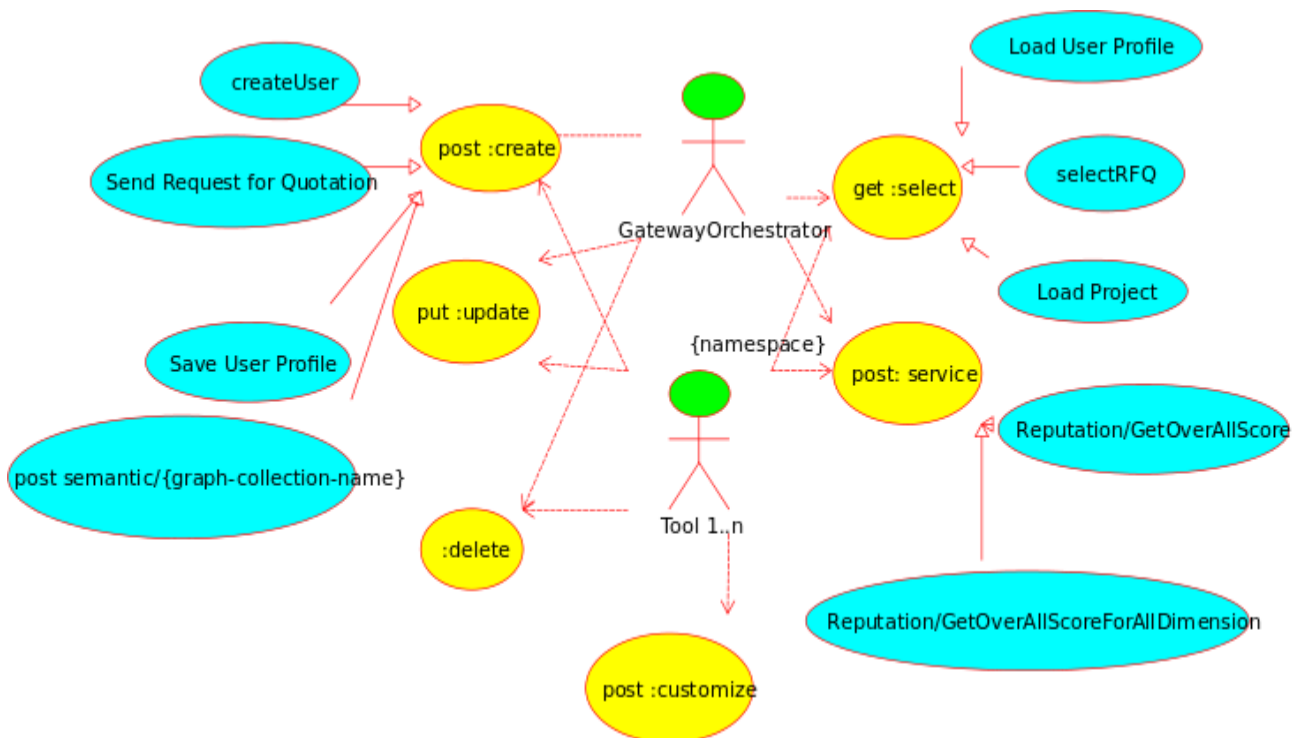 Load User Profile
createUser
post :create
Send Request for Quotation
selectRFQ
get :select
GatewayOrchestrator
Load Project
put :update
{namespace}
Save User Profile
post: service
Reputation/GetOverAllScore
post semantic/{graph-collection-name}
Tool 1..n
:delete
Reputation/GetOverAllScoreForAllDimension
post :customize